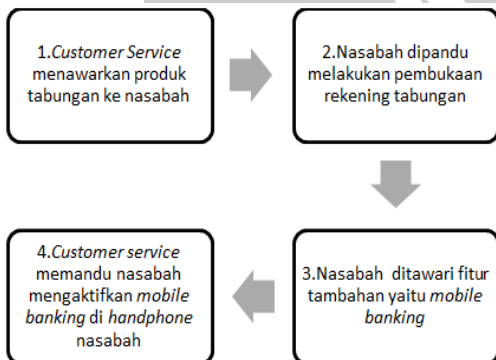 1.Customer Service
menawarkan produk
tabungan ke nasabah
2.Nasabah dipandu
melakukan pembukaan
rekening tabungan
3.Nasabah ditawari fitur
tambahan yaitu mobile
banking
4.Customer service
memandu nasabah
mengaktifkan mobile
banking di handphone
nasabah